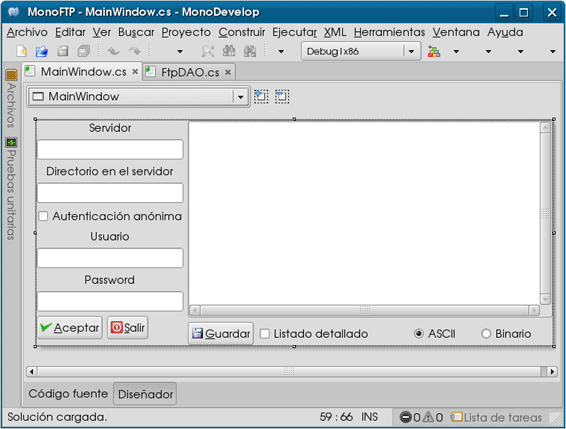 MonoFTP - MainWindow.cs - MonoDevelop
Archivo Editar Ver Buscar Proyecto Construir Ejecutar XML Herramientas Ventana Ayuda
Debug|x86
MainWindow.cs FtpDAO.cs
Archivos
Pruebas unitarias
MainWindow
Servidor
Directorio en el servidor
Autenticación anónima
Usuario
Password
Aceptar Salir
Guardar Listado detallado ASCII Binario
Código fuente Diseñador
Solución cargada. 59 : 66 INS 0 0 Lista de tareas